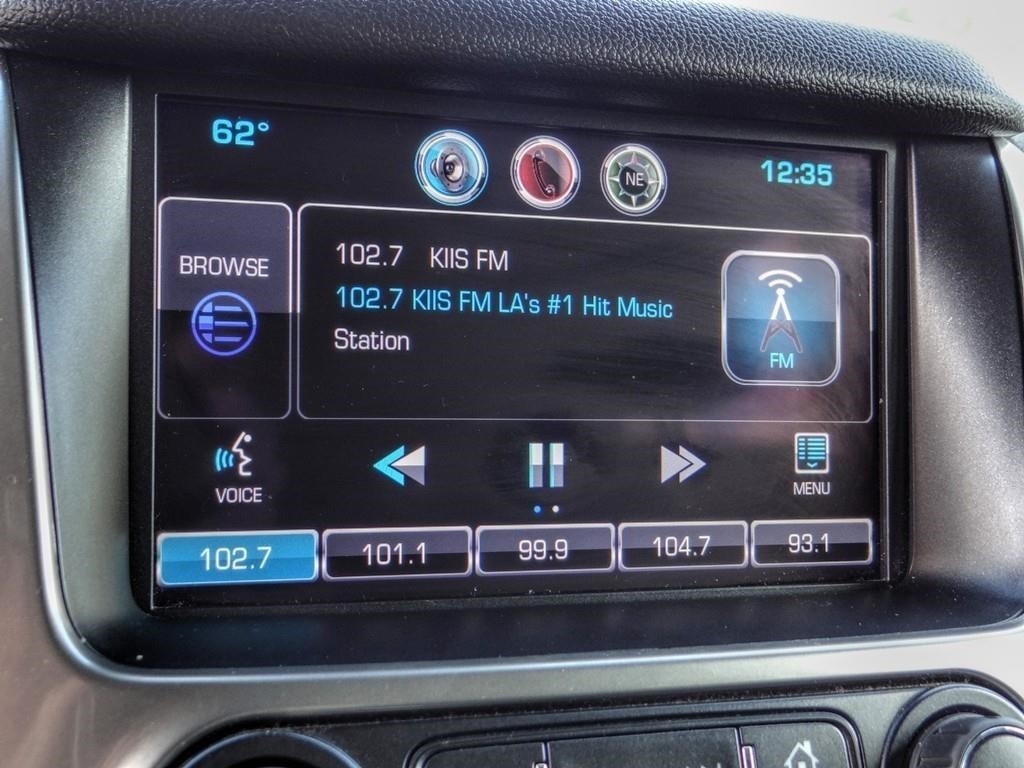 62°
NE
12:35
BROWSE
102.7 KIIS FM
102.7 KIIS FM LA's #1 Hit Music
Station
FM
VOICE
MENU
102.7
101.1
99.9
104.7
93.1